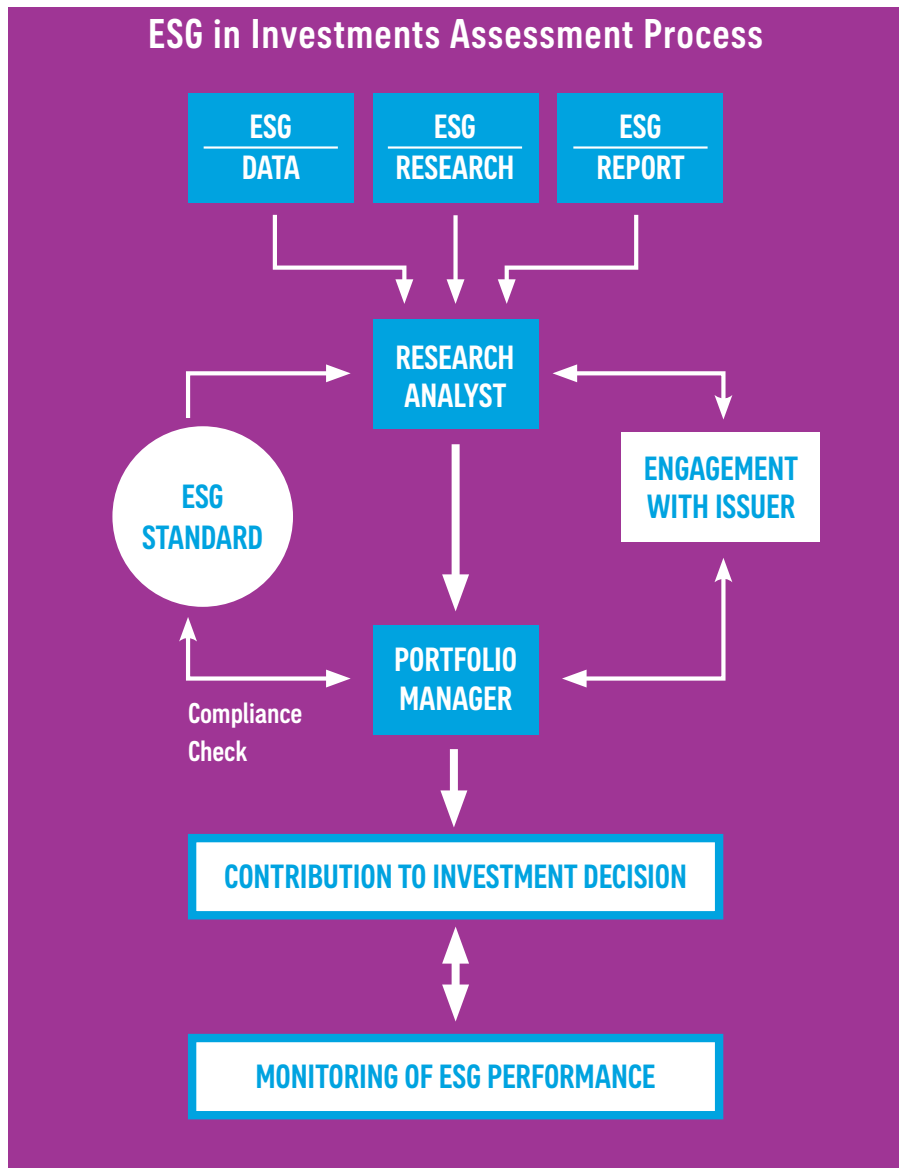 ESG in Investments Assessment Process
ESG
DATA
ESG
RESEARCH
ESG
REPORT
RESEARCH
ANALYST
ESG
STANDARD
ENGAGEMENT
WITH ISSUER
PORTFOLIO
MANAGER
Compliance
Check
CONTRIBUTION TO INVESTMENT DECISION
MONITORING OF ESG PERFORMANCE